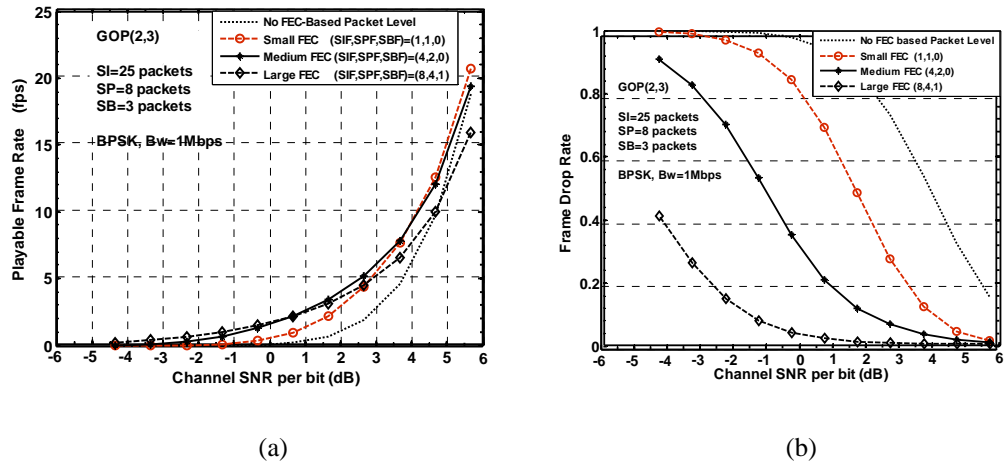 25
20
15
10
5
0
Playable Frame Rate (fps)
GOP(2,3)
SI=25 packets
SP=8 packets
SB=3 packets
BPSK, Bw=1Mbps
No FEC-Based Packet Level
Small FEC (SIF,SPF,SBF)=(1,1,0)
Medium FEC (SIF,SPF,SBF)=(4,2,0)
Large FEC (SIF,SPF,SBF)=(8,4,1)
-6 -5 -4 -3 -2 -1 0 1 2 3 4 5 6
Channel SNR per bit (dB)
(a)
1
0.8
0.6
0.4
0.2
0
Frame Drop Rate
GOP(2,3)
SI=25 packets
SP=8 packets
SB=3 packets
BPSK, Bw=1Mbps
No FEC based Packet Level
Small FEC (1,1,0)
Medium FEC (4,2,0)
Large FEC (8,4,1)
-6 -5 -4 -3 -2 -1 0 1 2 3 4 5 6
Channel SNR per bit (dB)
(b)